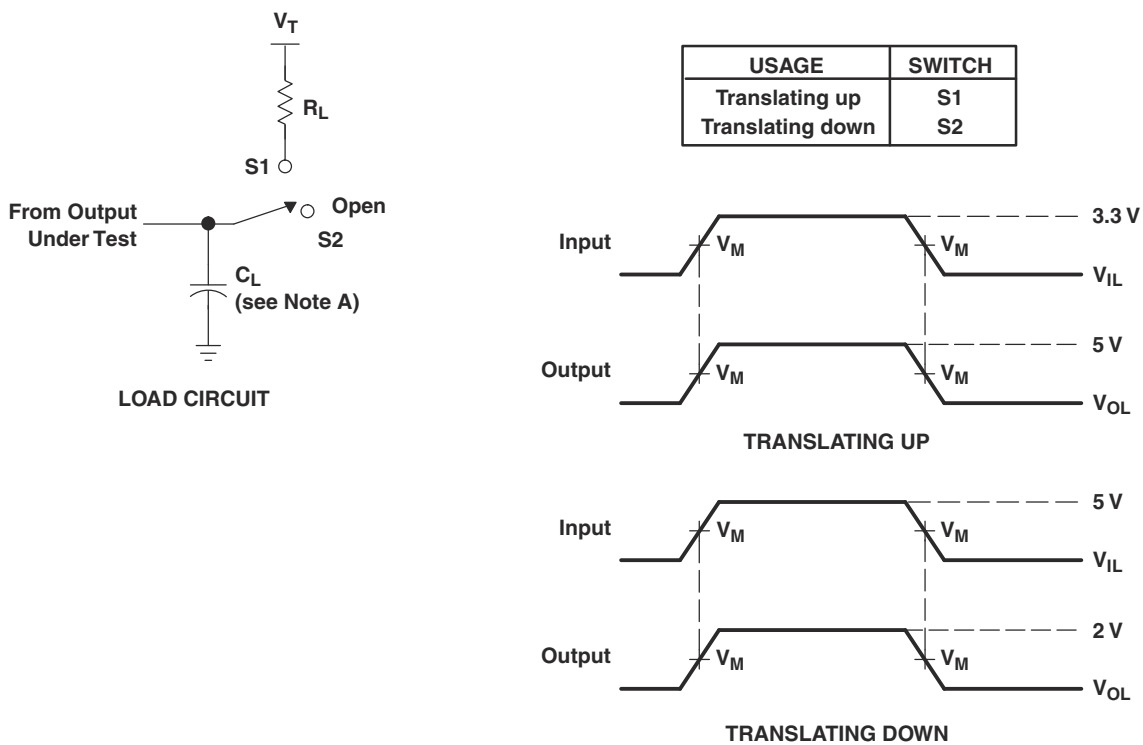 VT
RL
S1
From Output
Under Test
Open
S2
CL
(see Note A)
LOAD CIRCUIT
USAGE SWITCH
Translating up S1
Translating down S2
3.3 V
Input VM VM
VIL
5 V
Output VM VM
VOL
TRANSLATING UP
5 V
Input VM VM
VIL
2 V
Output VM VM
VOL
TRANSLATING DOWN